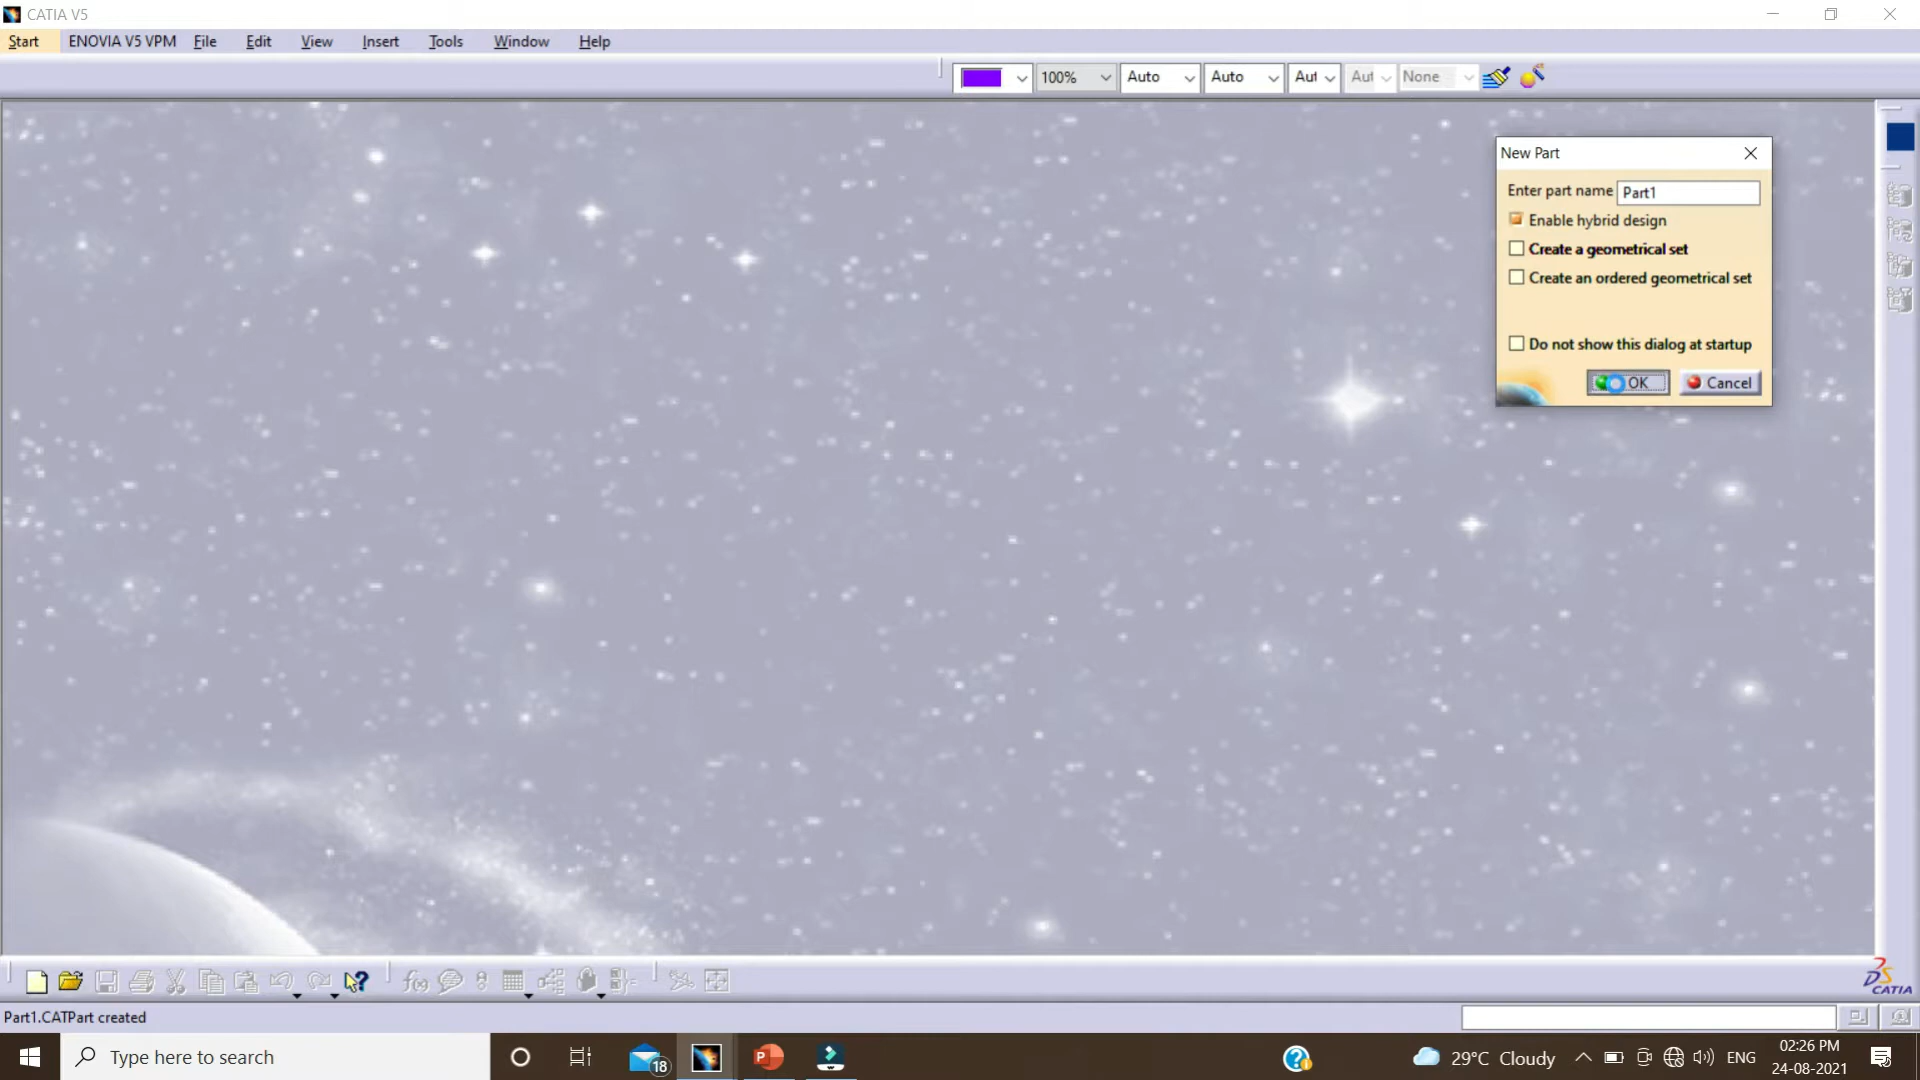 CATIA V5
Start ENOVIA V5 VPM File Edit View Insert Tools Window Help
100% Auto Auto Aut Aut None
New Part
Enter part name Part1
Enable hybrid design
Create a geometrical set
Create an ordered geometrical set
Do not show this dialog at startup
OK Cancel
f(x)
CATIA
Part1.CATPart created
Type here to search
18
29°C Cloudy
ENG
02:26 PM
24-08-2021